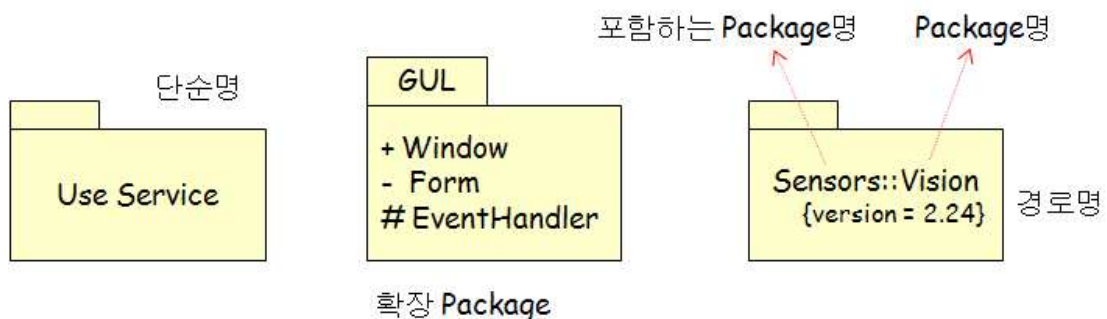 포함하는 Package명
Package명
단순명
Use Service
GUL
+ Window
- Form
# EventHandler
확장 Package
Sensors::Vision
{version = 2.24}
경로명